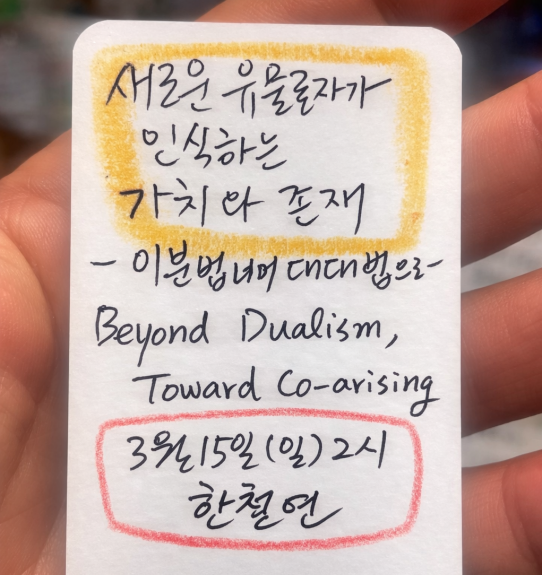 새로운 유물론자가
인식하는
가치와 존재
- 이분법 너머 대대법으로-
Beyond Dualism,
Toward Co-arising
3월 15일(일) 2시
한철연